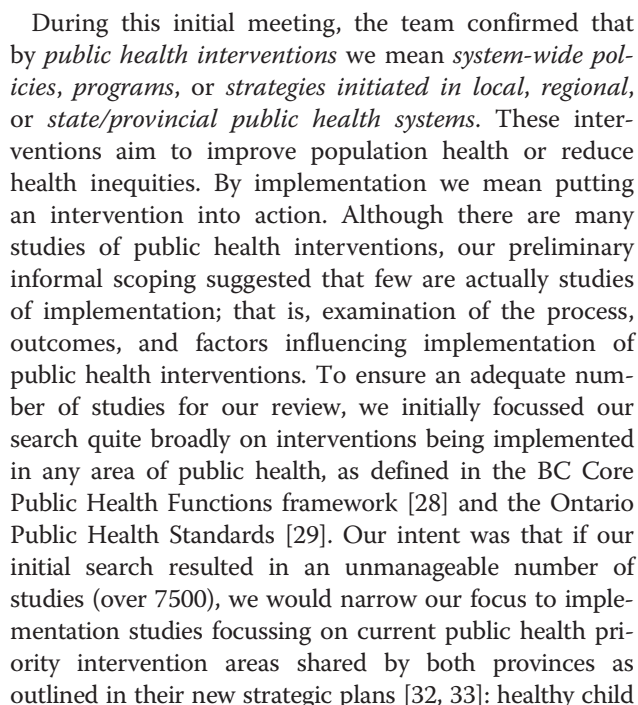 During this initial meeting, the team confirmed that
by public health interventions we mean system-wide pol-
icies, programs, or strategies initiated in local, regional,
or state/provincial public health systems. These inter-
ventions aim to improve population health or reduce
health inequities. By implementation we mean putting
an intervention into action. Although there are many
studies of public health interventions, our preliminary
informal scoping suggested that few are actually studies
of implementation; that is, examination of the process,
outcomes, and factors influencing implementation of
public health interventions. To ensure an adequate num-
ber of studies for our review, we initially focussed our
search quite broadly on interventions being implemented
in any area of public health, as defined in the BC Core
Public Health Functions framework [28] and the Ontario
Public Health Standards [29]. Our intent was that if our
initial search resulted in an unmanageable number of
studies (over 7500), we would narrow our focus to imple-
mentation studies focussing on current public health pri-
ority intervention areas shared by both provinces as
outlined in their new strategic plans [32, 33]: healthy child